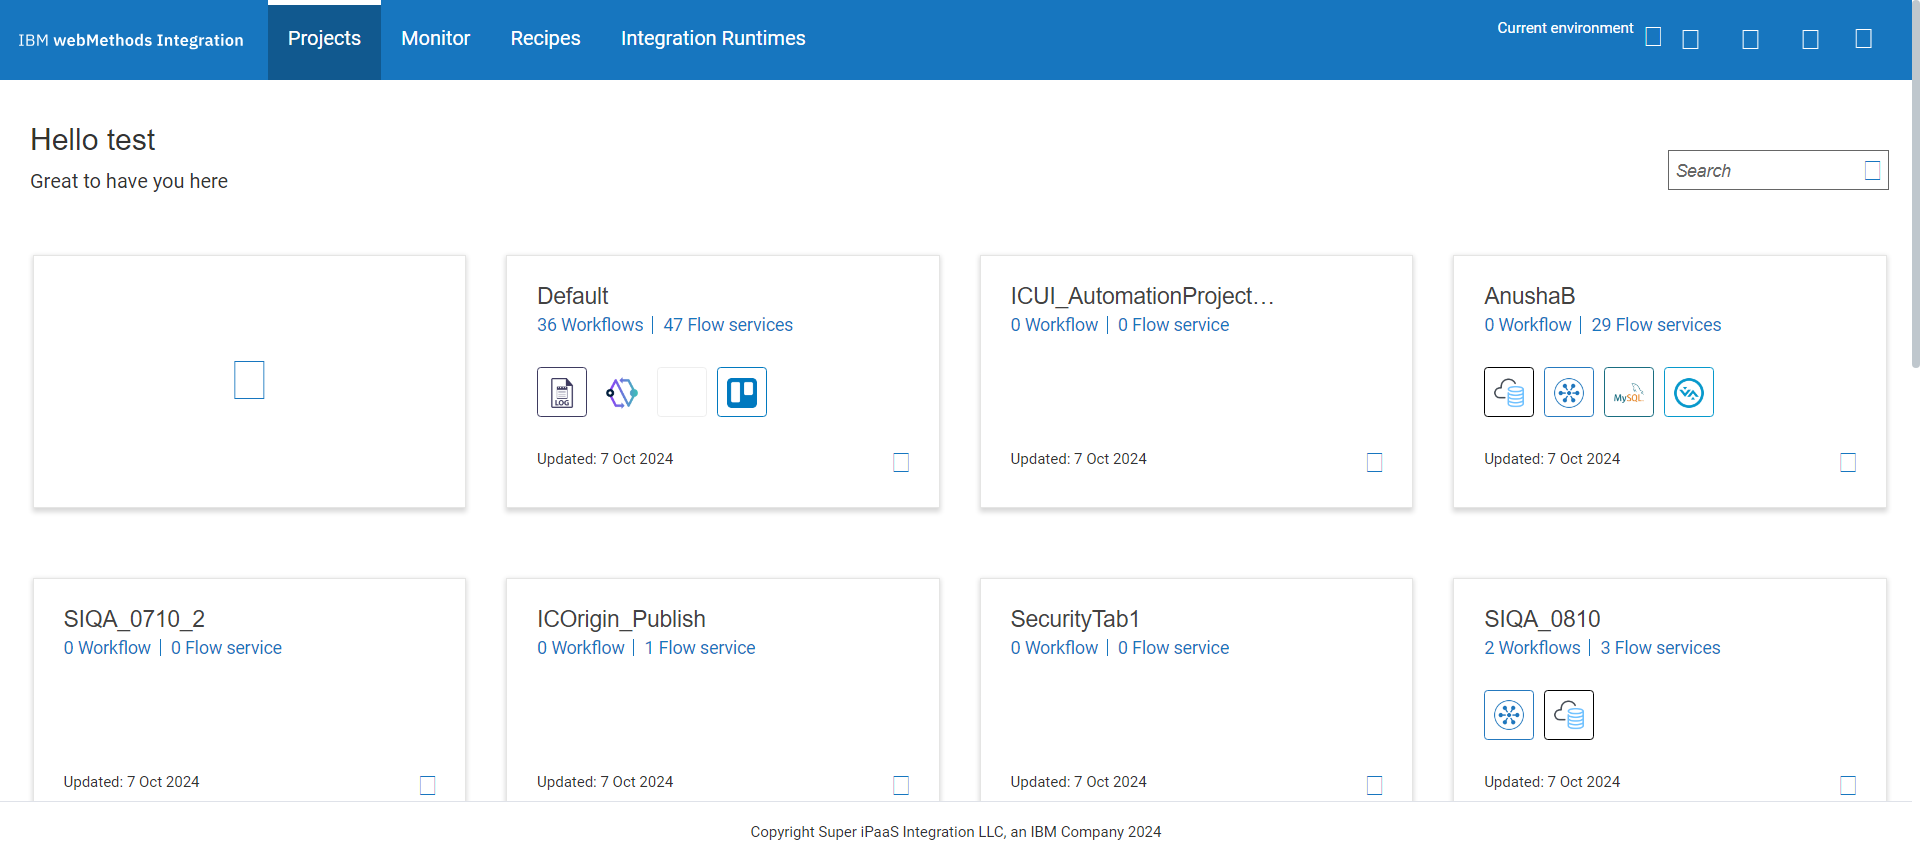 IBM webMethods Integration
Projects
Monitor
Recipes
Integration Runtimes
Current environment
Hello test
Great to have you here
Search
Default
36 Workflows | 47 Flow services
LOG
Updated: 7 Oct 2024
ICUI_AutomationProject...
0 Workflow | 0 Flow service
Updated: 7 Oct 2024
AnushaB
0 Workflow | 29 Flow services
MySQL
Updated: 7 Oct 2024
SIQA_0710_2
0 Workflow | 0 Flow service
Updated: 7 Oct 2024
ICOrigin_Publish
0 Workflow | 1 Flow service
Updated: 7 Oct 2024
SecurityTab1
0 Workflow | 0 Flow service
Updated: 7 Oct 2024
SIQA_0810
2 Workflows | 3 Flow services
Updated: 7 Oct 2024
Copyright Super iPaaS Integration LLC, an IBM Company 2024